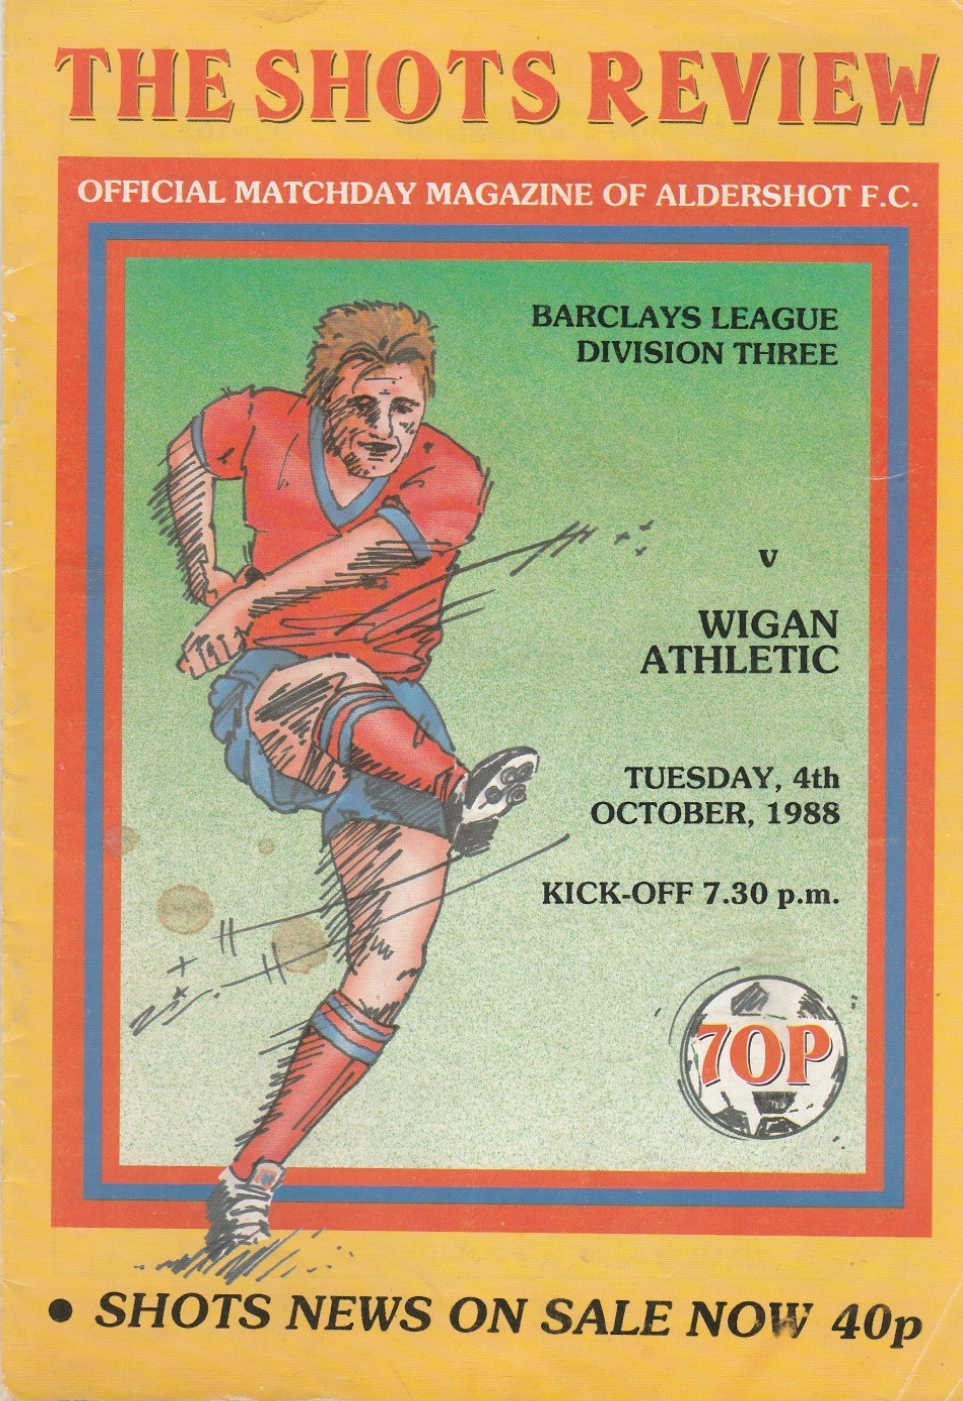 THE SHOTS REVIEW
OFFICIAL MATCHDAY MAGAZINE OF ALDERSHOT F.C.
BARCLAYS LEAGUE
DIVISION THREE
v
WIGAN
ATHLETIC
TUESDAY, 4th
OCTOBER, 1988
KICK-OFF 7.30 p.m.
70P
● SHOTS NEWS ON SALE NOW 40p